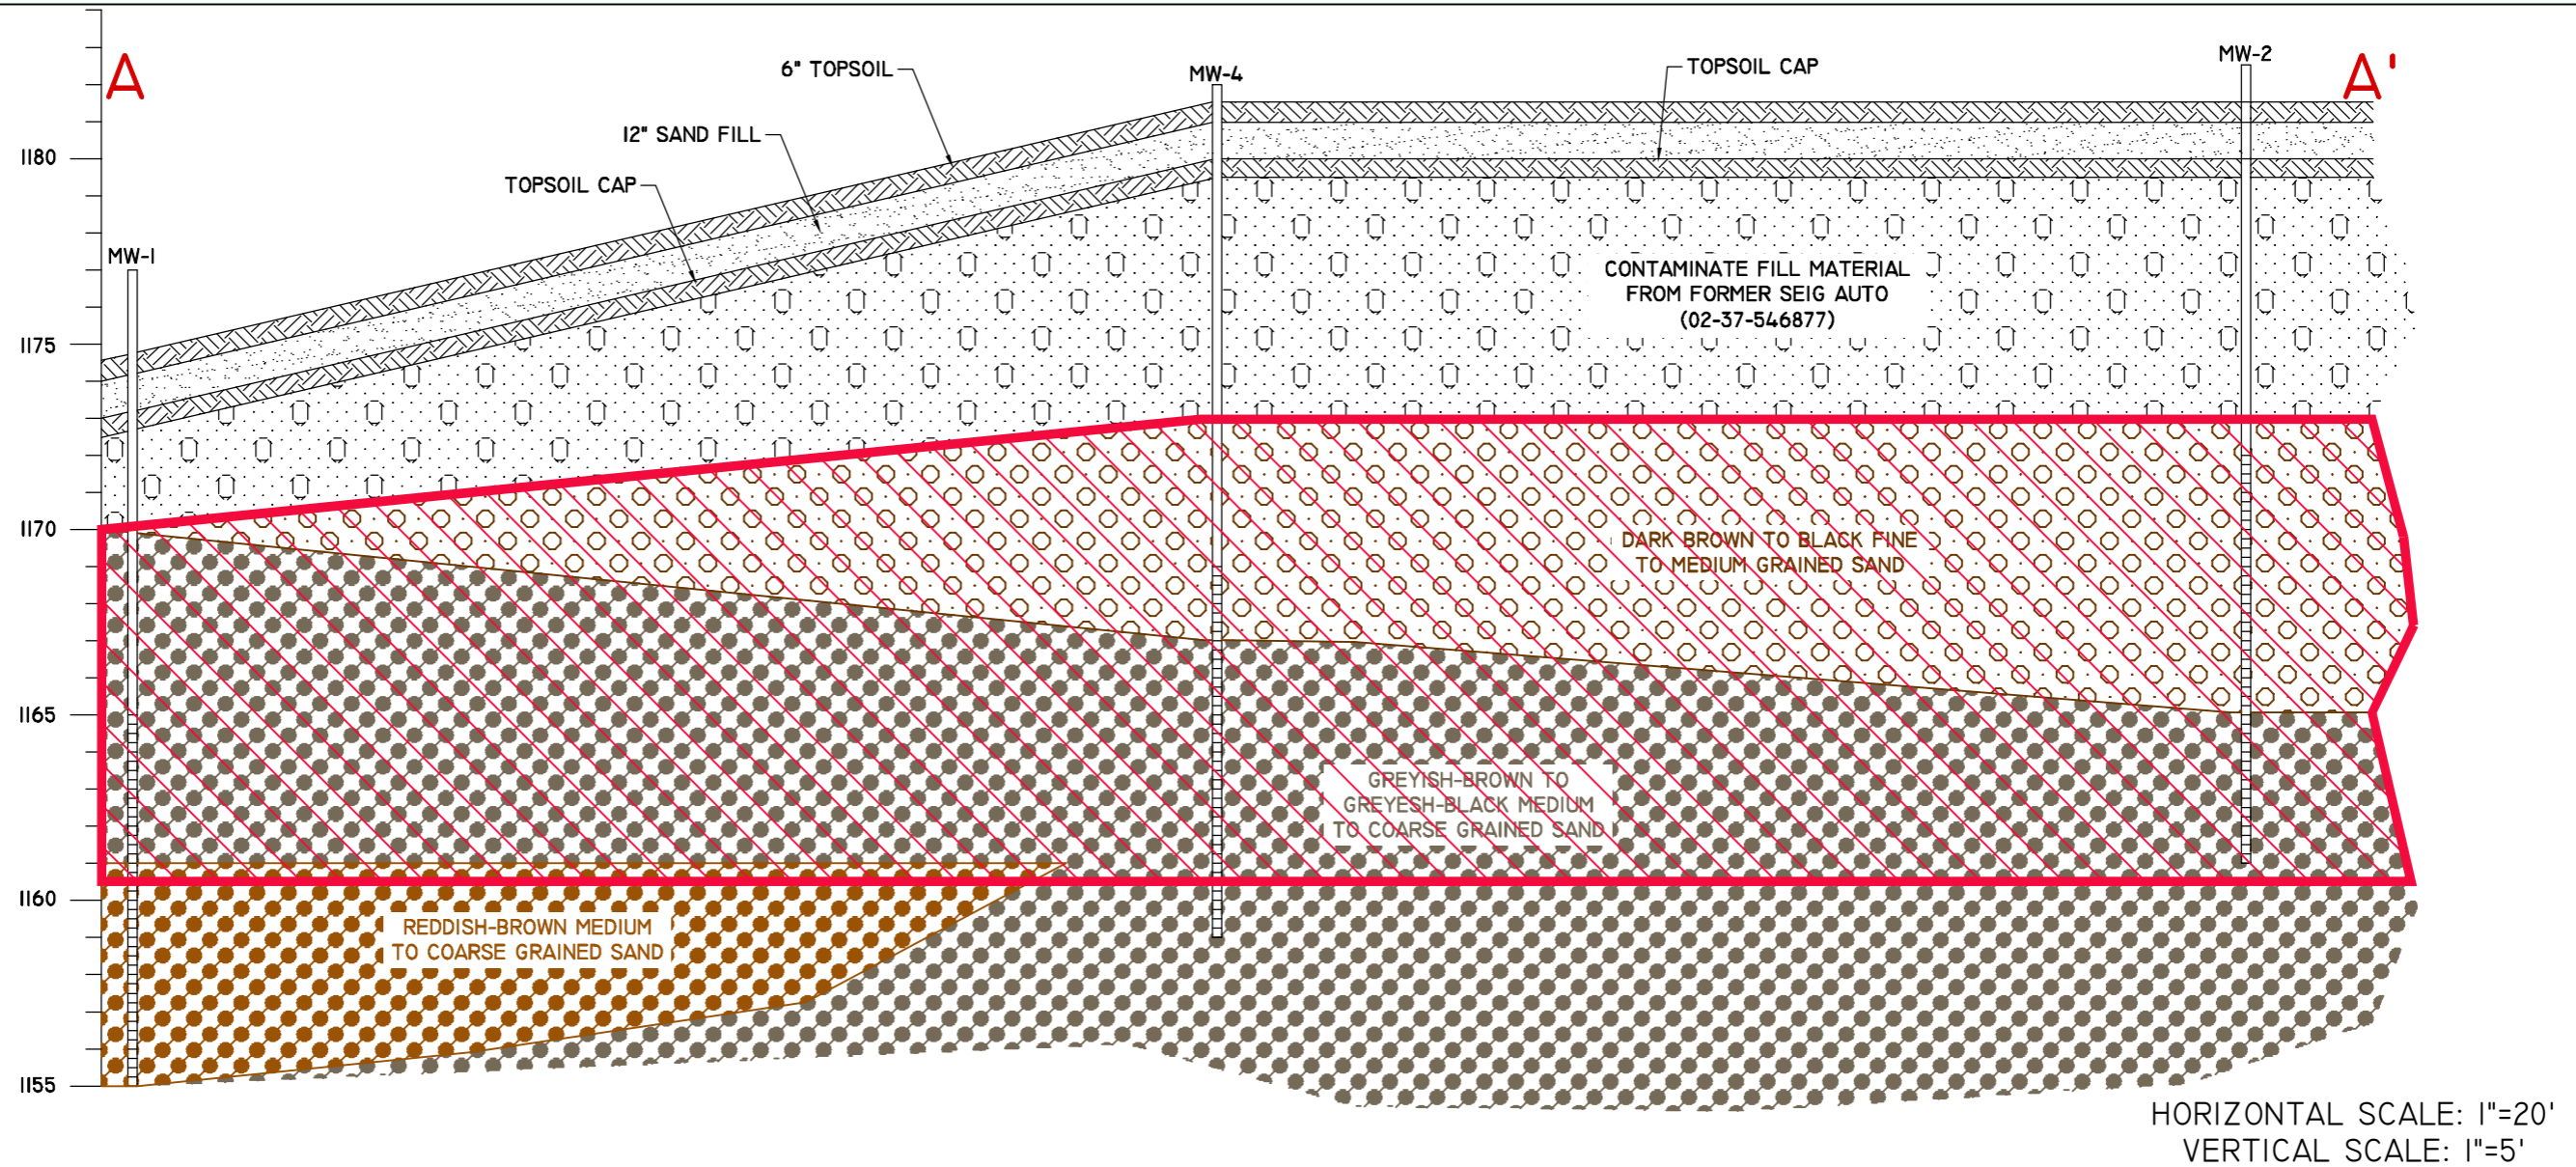 A
6" TOPSOIL
MW-4
TOPSOIL CAP
MW-2
A'
12" SAND FILL
TOPSOIL CAP
MW-1
CONTAMINATE FILL MATERIAL
FROM FORMER SEIG AUTO
(02-37-546877)
1180
1175
1170
1165
1160
1155
DARK BROWN TO BLACK FINE
TO MEDIUM GRAINED SAND
GREYISH-BROWN TO
GREYESH-BLACK MEDIUM
TO COARSE GRAINED SAND
REDDISH-BROWN MEDIUM
TO COARSE GRAINED SAND
HORIZONTAL SCALE: 1"=20'
VERTICAL SCALE: 1"=5'